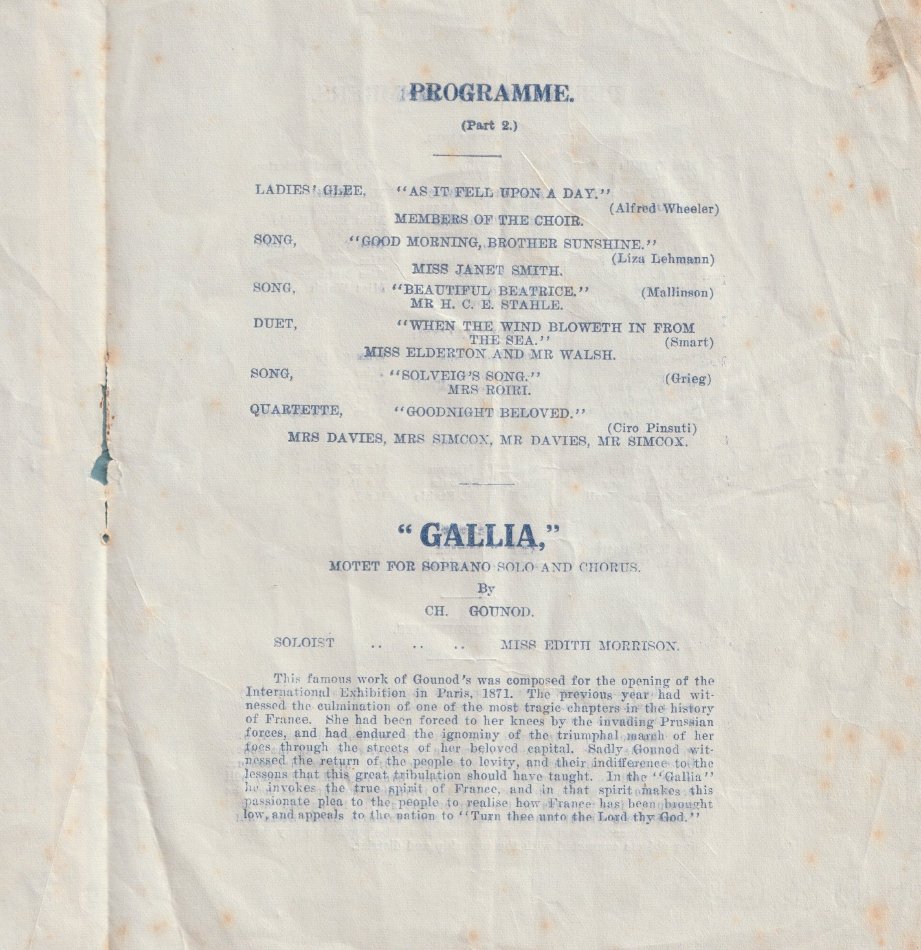 PROGRAMME.
(Part 2.)
LADIES' GLEE, "AS IT FELL UPON A DAY."
(Alfred Wheeler)
MEMBERS OF THE CHOIR.
SONG, "GOOD MORNING, BROTHER SUNSHINE."
(Liza Lehmann)
MISS JANET SMITH.
SONG, "BEAUTIFUL BEATRICE." (Mallinson)
MR H. C. E. STAHLE.
DUET, "WHEN THE WIND BLOWETH IN FROM
THE SEA." (Smart)
MISS ELDERTON AND MR WALSH.
SONG, "SOLVEIG'S SONG." (Grieg)
MRS ROIRI.
QUARTETTE, "GOODNIGHT BELOVED."
(Ciro Pinsuti)
MRS DAVIES, MRS SIMCOX, MR DAVIES, MR SIMCOX.
"GALLIA,"
MOTET FOR SOPRANO SOLO AND CHORUS.
By
CH. GOUNOD.
SOLOIST .. .. .. MISS EDITH MORRISON.
This famous work of Gounod's was composed for the opening of the
International Exhibition in Paris, 1871. The previous year had wit-
nessed the culmination of one of the most tragic chapters in the history
of France. She had been forced to her knees by the invading Prussian
forces, and had endured the ignominy of the triumphal march of her
foes through the streets of her beloved capital. Sadly Gounod wit-
nessed the return of the people to levity, and their indifference to the
lessons that this great tribulation should have taught. In the "Gallia"
he invokes the true spirit of France, and in that spirit makes this
passionate plea to the people to realise how France has been brought
low, and appeals to the nation to "Turn thee unto the Lord thy God."